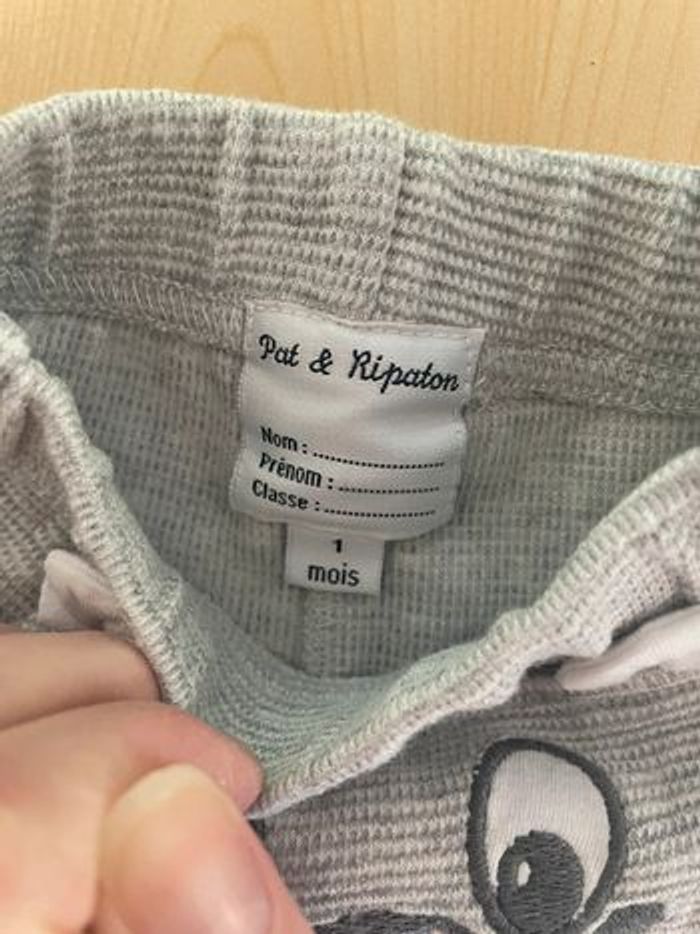 Pat & Ripaton
Nom : ........................
Prénom : ..................
Classe : ....................
1
mois